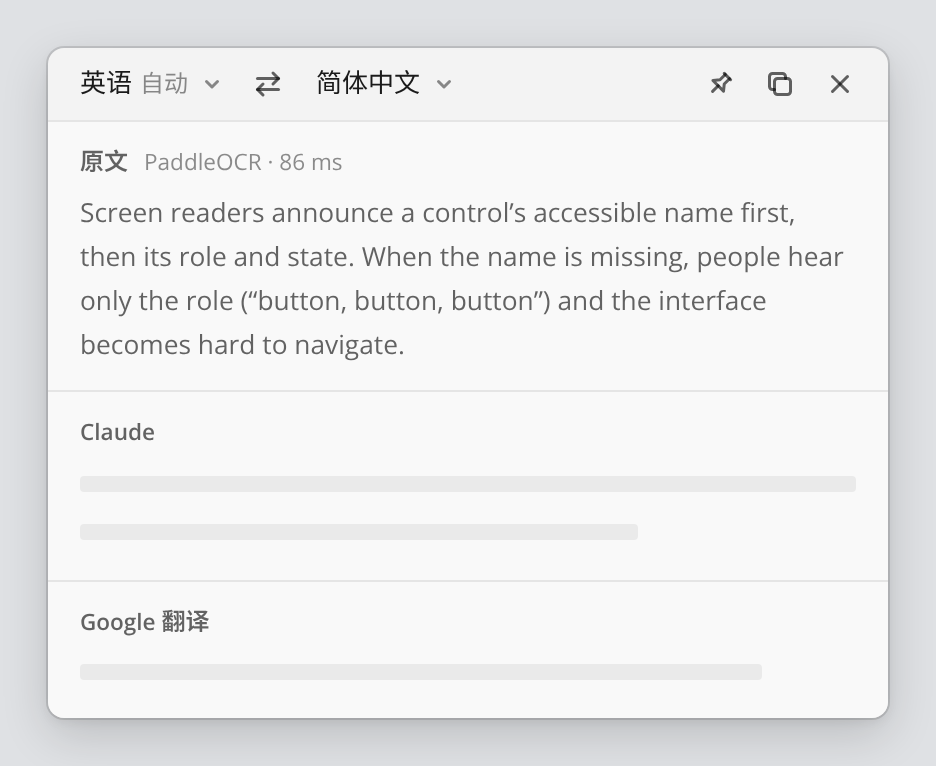 英语 自动 简体中文
原文 PaddleOCR · 86 ms
Screen readers announce a control’s accessible name first,
then its role and state. When the name is missing, people hear
only the role (“button, button, button”) and the interface
becomes hard to navigate.
Claude
Google 翻译